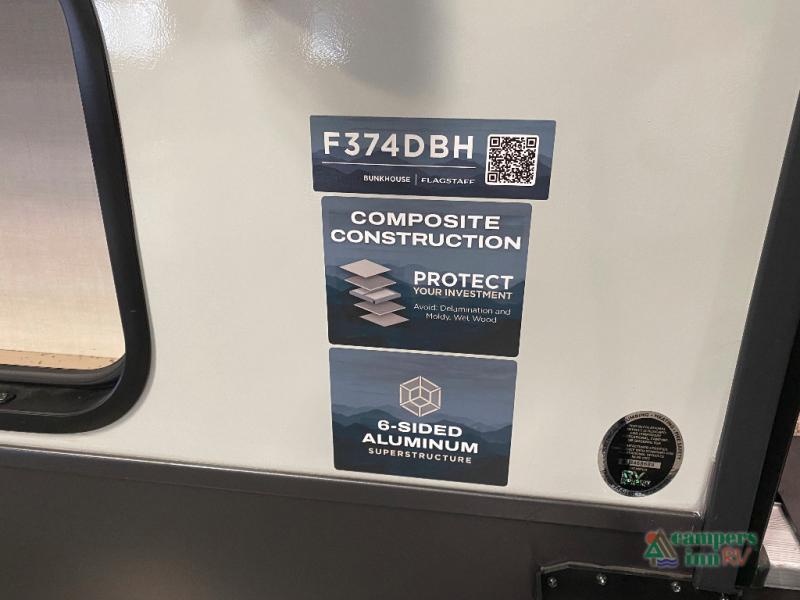 F374DBH
BUNKHOUSE | FLAGSTAFF
COMPOSITE
CONSTRUCTION
PROTECT
YOUR INVESTMENT
Avoid: Delamination and
Moldy, Wet, Wood
6-SIDED
ALUMINUM
SUPERSTRUCTURE
RV
campers
inn RV